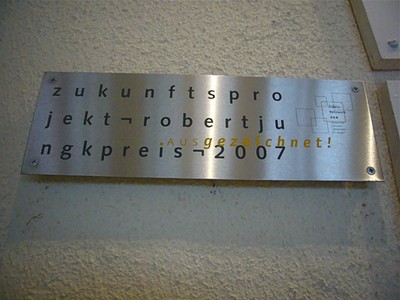 zukunftspro
jekt¬robertju
AUSgezeichnet!
ngkpreis¬2007